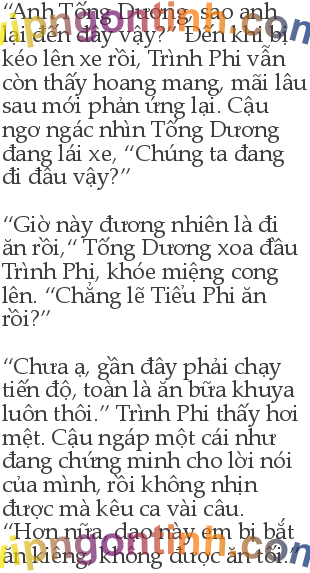 “Anh Tống Dương, sao anh
lại đến đây vậy?” Đến khi bị
kéo lên xe rồi, Trình Phi vẫn
còn thấy hoang mang, mãi lâu
sau mới phản ứng lại. Cậu
ngơ ngác nhìn Tống Dương
đang lái xe, “Chúng ta đang
đi đâu vậy?”
“Giờ này đương nhiên là đi
ăn rồi,“ Tống Dương xoa đầu
Trình Phi, khóe miệng cong
lên. “Chẳng lẽ Tiểu Phi ăn
rồi?”
“Chưa ạ, gần đây phải chạy
tiến độ, toàn là ăn bữa khuya
luôn thôi.” Trình Phi thấy hơi
mệt. Cậu ngáp một cái như
đang chứng minh cho lời nói
của mình, rồi không nhịn
được mà kêu ca vài câu.
“Hơn nữa, dạo này em bị bắt
ăn kiêng, không được ăn tối.”